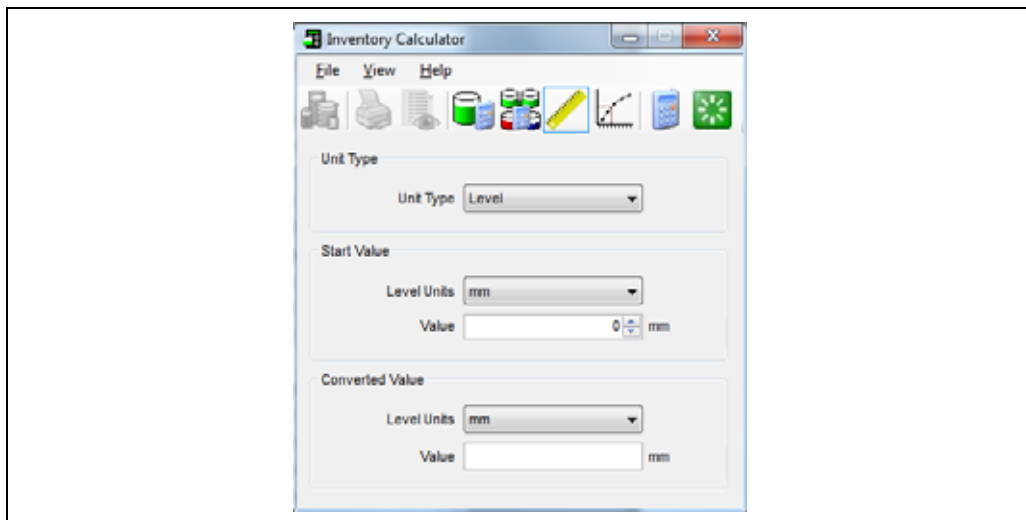 Inventory Calculator
File View Help
Unit Type
Unit Type Level
Start Value
Level Units mm
Value 0 mm
Converted Value
Level Units mm
Value mm